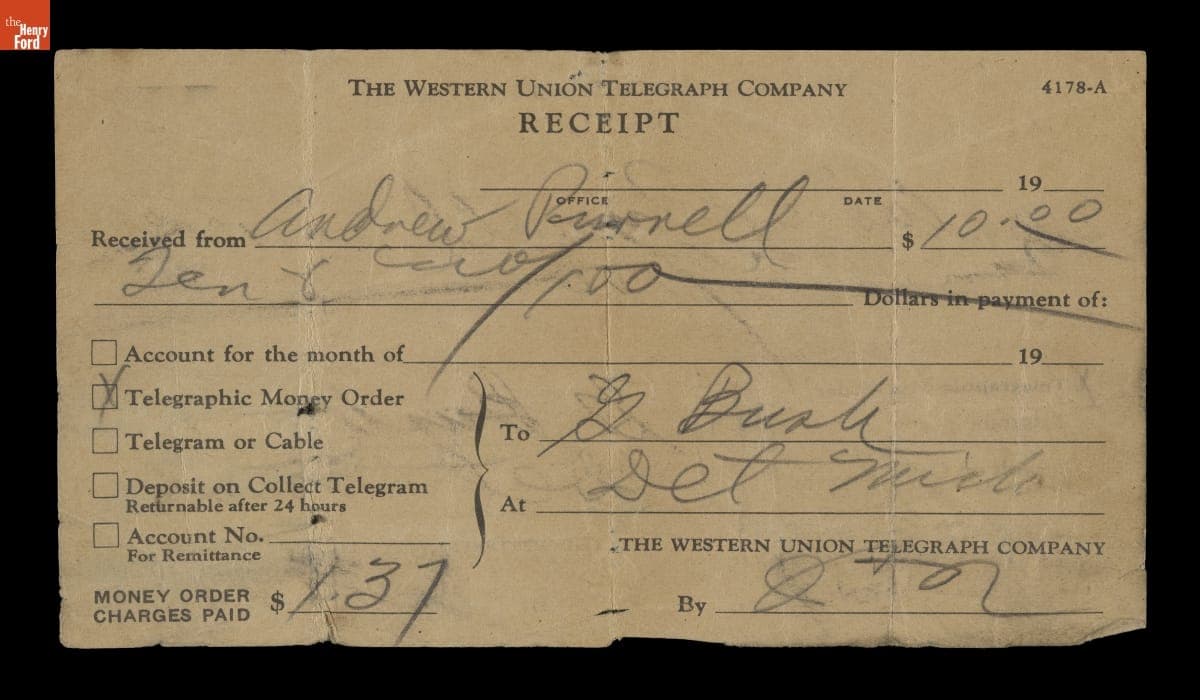 the Henry Ford
THE WESTERN UNION TELEGRAPH COMPANY 4178-A
RECEIPT
19
OFFICE DATE
Received from Andrew Purnell $ 10.00
Ten & no/100 Dollars in payment of:
Account for the month of 19
X Telegraphic Money Order
Telegram or Cable
To G Bush
Deposit on Collect Telegram
Returnable after 24 hours
At Det Mich
Account No.
For Remittance
THE WESTERN UNION TELEGRAPH COMPANY
MONEY ORDER
CHARGES PAID $ 1.37
By